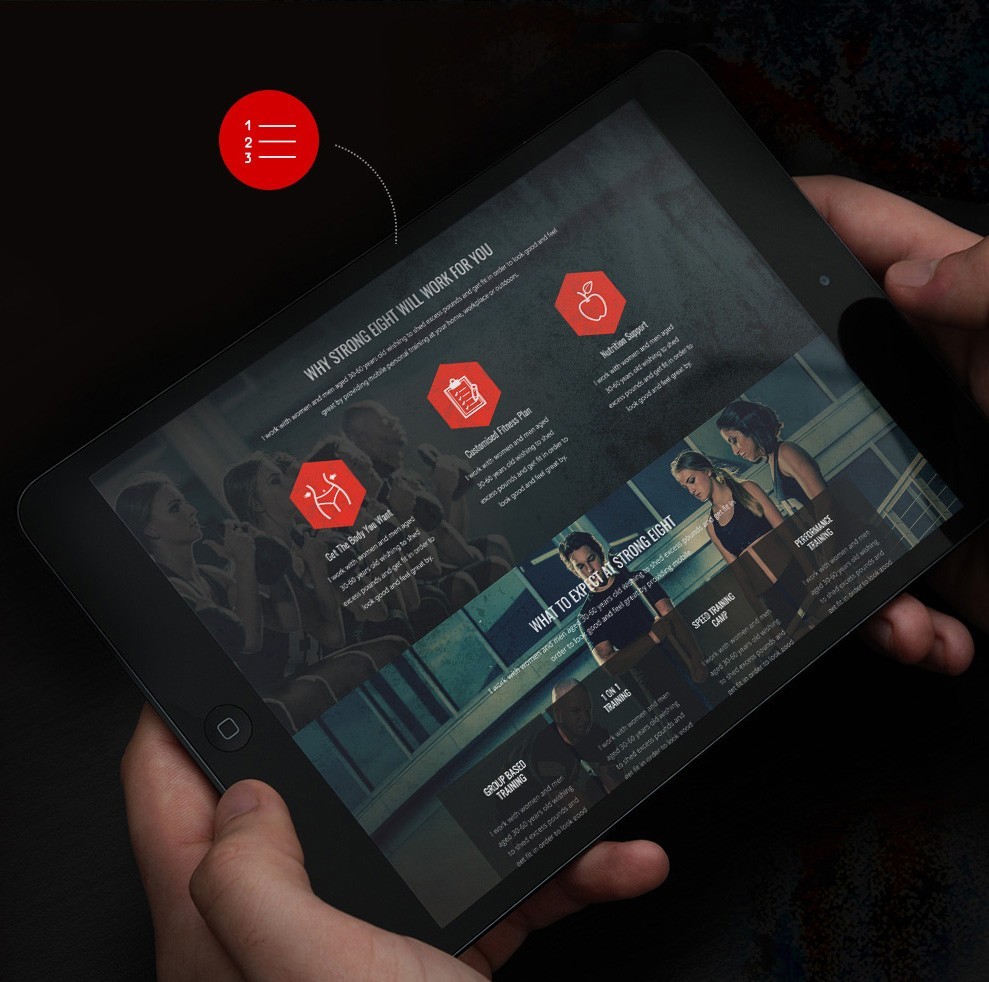 1
2
3
WHY STRONG EIGHT WILL WORK FOR YOU
I work with women and men aged 30-60 years-old wishing to shed excess pounds and get fit in order to look good and feel
great by providing mobile personal training at your home, workplace or outdoors.
Get The Body You Want
I work with women and men aged
30-60 years old wishing to shed
excess pounds and get fit in order to
look good and feel great by.
Customised Fitness Plan
I work with women and men aged
30-60 years old wishing to shed
excess pounds and get fit in order to
look good and feel great by.
Nutrition Support
I work with women and men aged
30-60 years old wishing to shed
excess pounds and get fit in order to
look good and feel great by.
WHAT TO EXPECT AT STRONG EIGHT
I work with women and men aged 30-60 years old wishing to shed excess pounds and get fit in
order to look good and feel great by providing mobile
GROUP BASED
TRAINING
I work with women and men
aged 30-60 years old wishing
to shed excess pounds and
get fit in order to look good
1 ON 1
TRAINING
I work with women and men
aged 30-60 years old wishing
to shed excess pounds and
get fit in order to look good
SPEED TRAINING
CAMP
I work with women and men
aged 30-60 years old wishing
to shed excess pounds and
get fit in order to look good
PERFORMANCE
TRAINING
I work with women and men
aged 30-60 years old wishing
to shed excess pounds and
get fit in order to look good